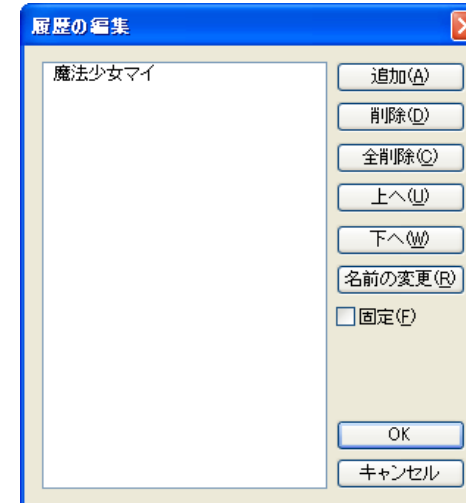 履歴の編集
魔法少女マイ
追加(A)
削除(D)
全削除(C)
上へ(U)
下へ(W)
名前の変更(R)
固定(F)
OK
キャンセル